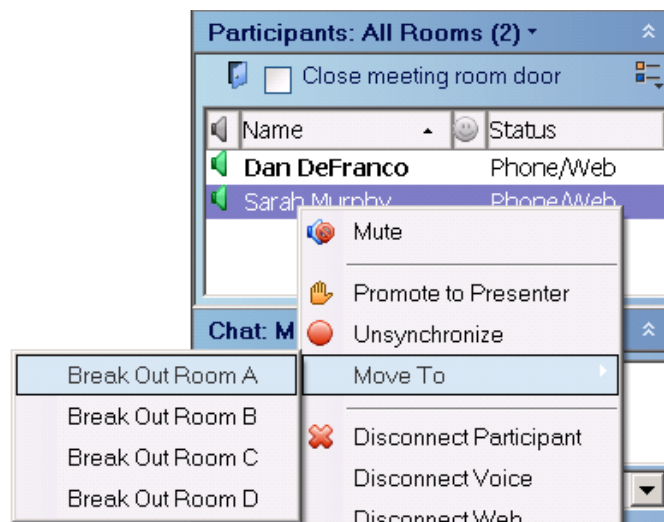 Participants: All Rooms (2)
Close meeting room door
Name Status
Dan DeFranco Phone/Web
Sarah Murphy Phone/Web
Mute
Promote to Presenter
Chat: M Unsynchronize
Break Out Room A Move To
Break Out Room B
Disconnect Participant
Break Out Room C
Disconnect Voice
Break Out Room D
Disconnect Web